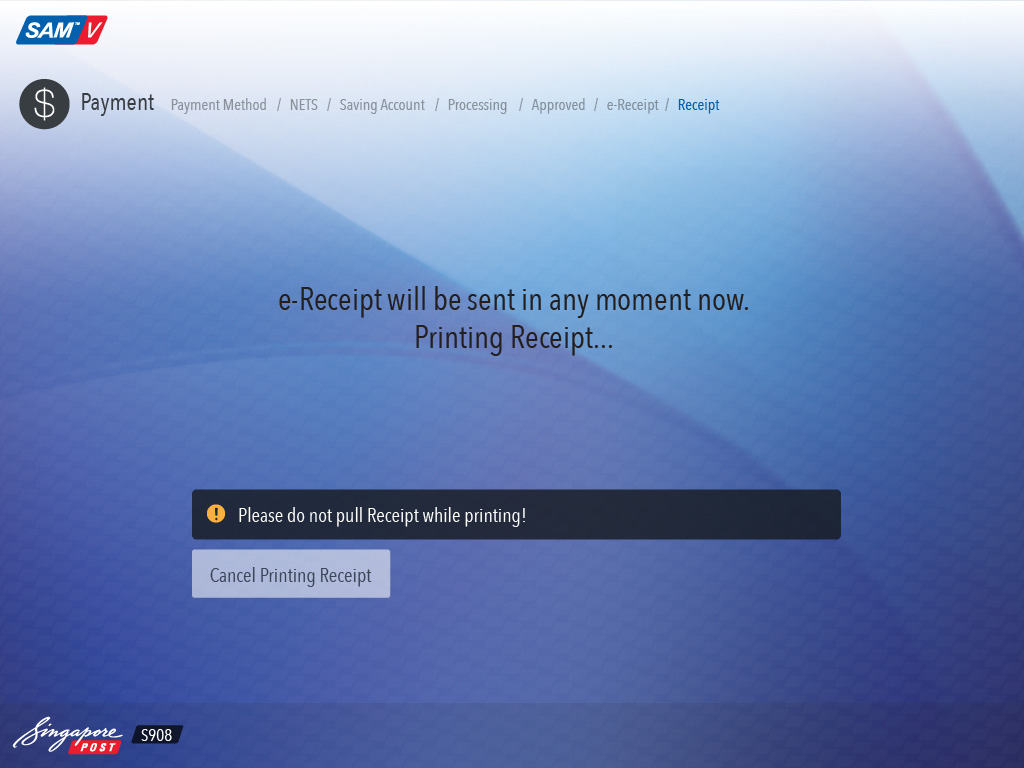 SAM™ V
Payment Payment Method / NETS / Saving Account / Processing / Approved / e-Receipt / Receipt
e-Receipt will be sent in any moment now.
Printing Receipt...
Please do not pull Receipt while printing!
Cancel Printing Receipt
Singapore
POST
S908